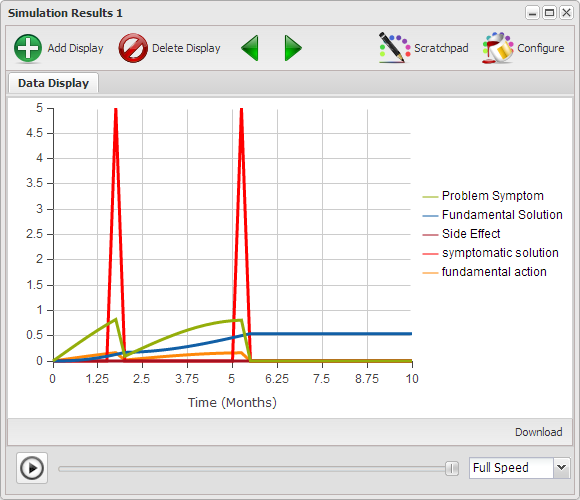 Simulation Results 1
Add Display Delete Display Scratchpad Configure
Data Display
5
4.5
4
3.5
3
2.5
2
1.5
1
0.5
0
0 1.25 2.5 3.75 5 6.25 7.5 8.75 10
Time (Months)
Problem Symptom
Fundamental Solution
Side Effect
symptomatic solution
fundamental action
Download
Full Speed